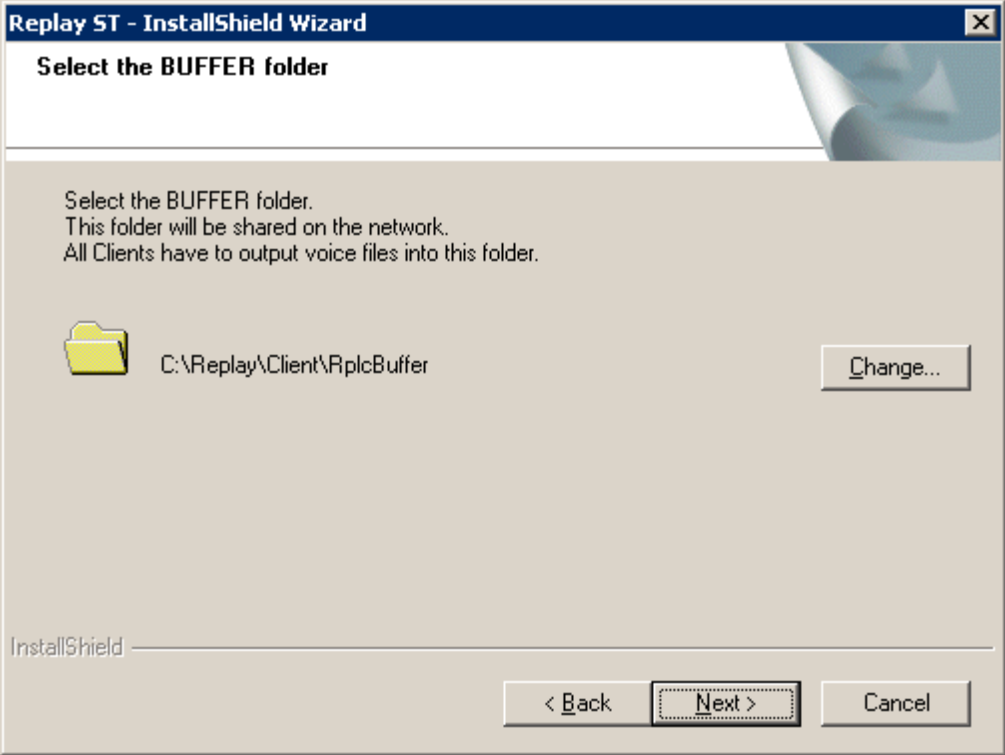 Replay ST - InstallShield Wizard
Select the BUFFER folder
Select the BUFFER folder.
This folder will be shared on the network.
All Clients have to output voice files into this folder.
C:\Replay\Client\RplcBuffer
Change...
InstallShield
< Back
Next >
Cancel